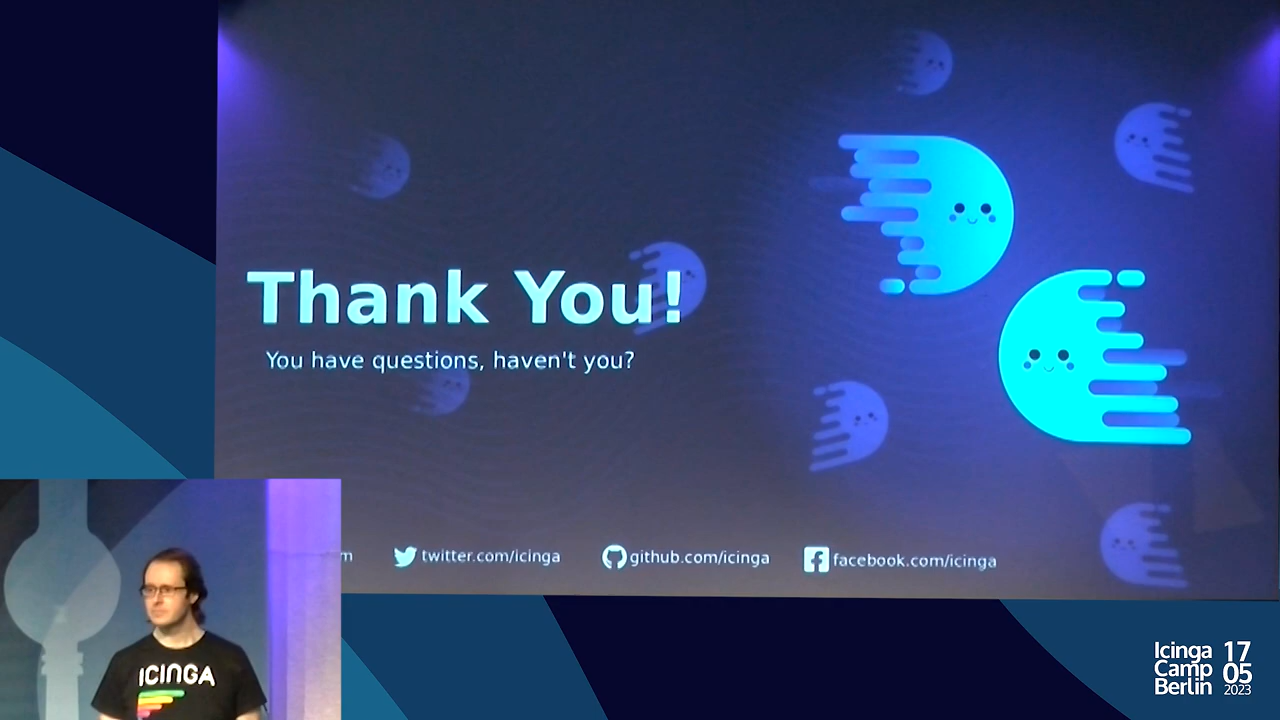 Thank You!
You have questions, haven't you?
m
twitter.com/icinga
github.com/icinga
facebook.com/icinga
ICINGA
Icinga 17
Camp 05
Berlin 2023